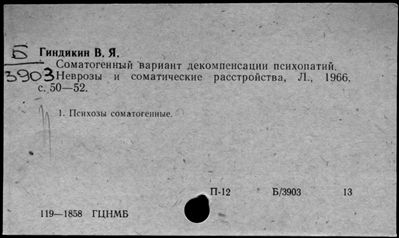 Б
3903
Гиндикин В. Я.
Соматогенный вариант декомпенсации психопатий.
Неврозы и соматические расстройства, Л., 1966,
с. 50—52.
1. Психозы соматогенные.
П-12 Б/3903 13
119—1858 ГЦНМБ